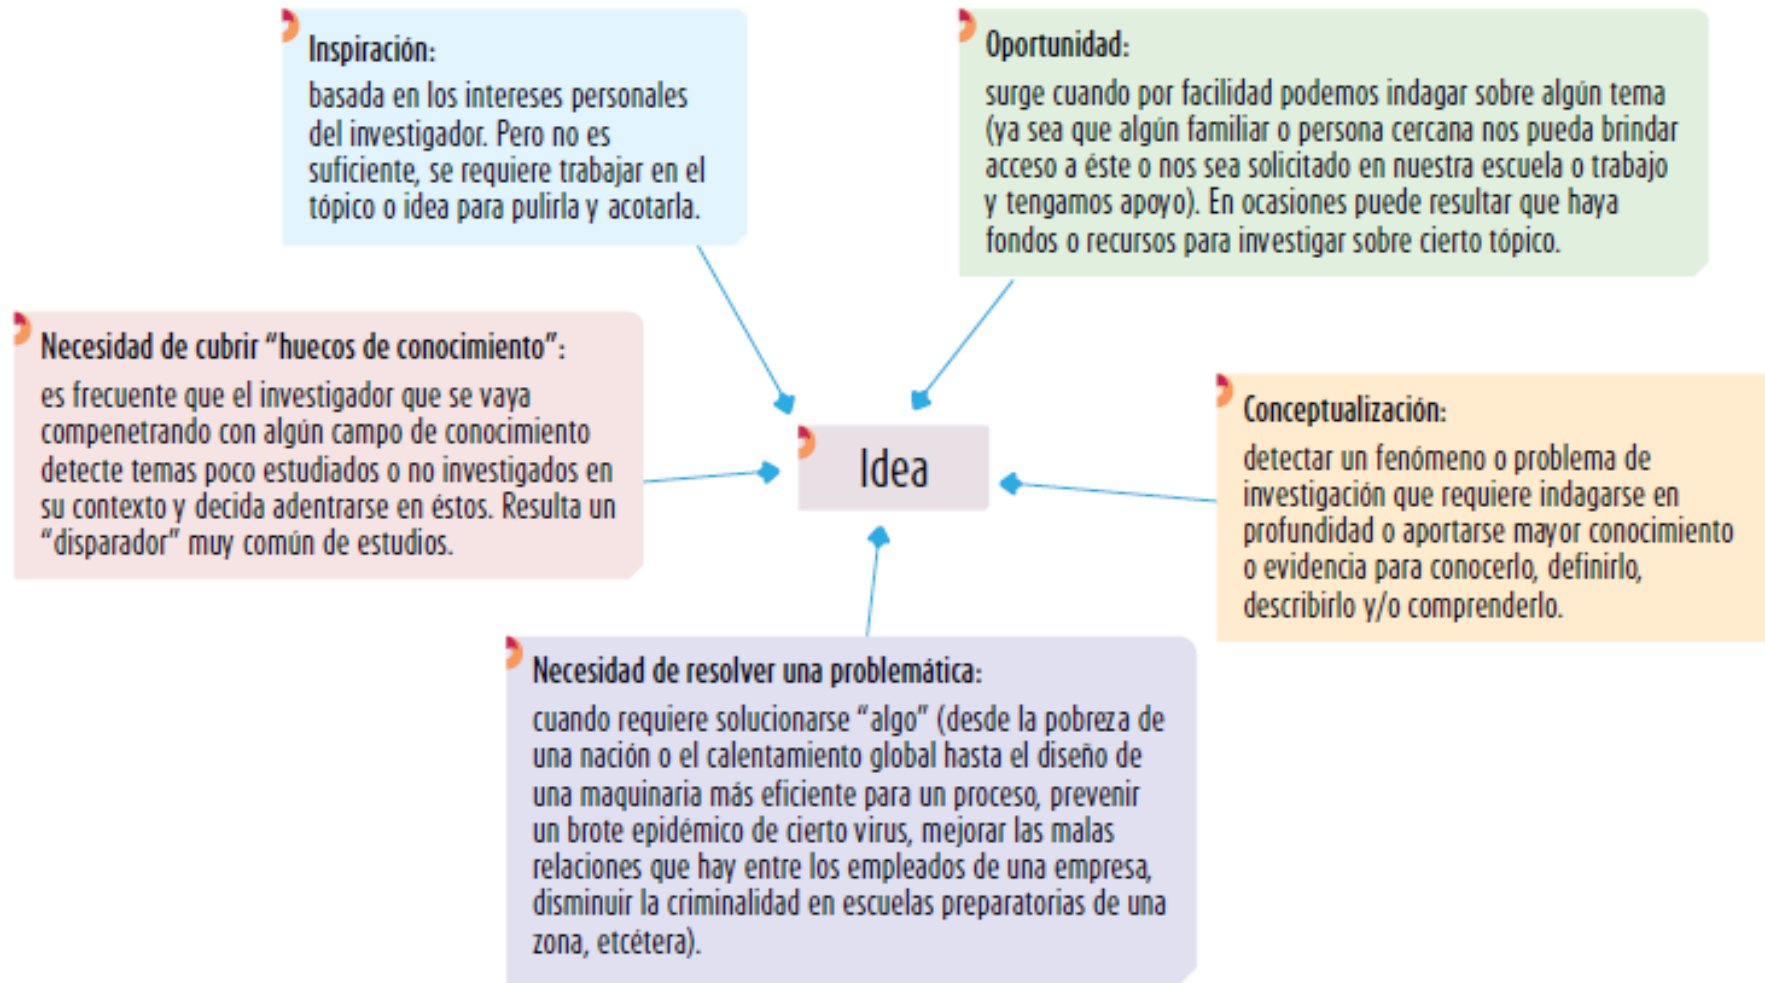 Inspiración:
basada en los intereses personales
del investigador. Pero no es
suficiente, se requiere trabajar en el
tópico o idea para pulirla y acotarla.
Oportunidad:
surge cuando por facilidad podemos indagar sobre algún tema
(ya sea que algún familiar o persona cercana nos pueda brindar
acceso a éste o nos sea solicitado en nuestra escuela o trabajo
y tengamos apoyo). En ocasiones puede resultar que haya
fondos o recursos para investigar sobre cierto tópico.
Necesidad de cubrir “huecos de conocimiento”:
es frecuente que el investigador que se vaya
compenetrando con algún campo de conocimiento
detecte temas poco estudiados o no investigados en
su contexto y decida adentrarse en éstos. Resulta un
“disparador” muy común de estudios.
Idea
Conceptualización:
detectar un fenómeno o problema de
investigación que requiere indagarse en
profundidad o aportarse mayor conocimiento
o evidencia para conocerlo, definirlo,
describirlo y/o comprenderlo.
Necesidad de resolver una problemática:
cuando requiere solucionarse “algo” (desde la pobreza de
una nación o el calentamiento global hasta el diseño de
una maquinaria más eficiente para un proceso, prevenir
un brote epidémico de cierto virus, mejorar las malas
relaciones que hay entre los empleados de una empresa,
disminuir la criminalidad en escuelas preparatorias de una
zona, etcétera).